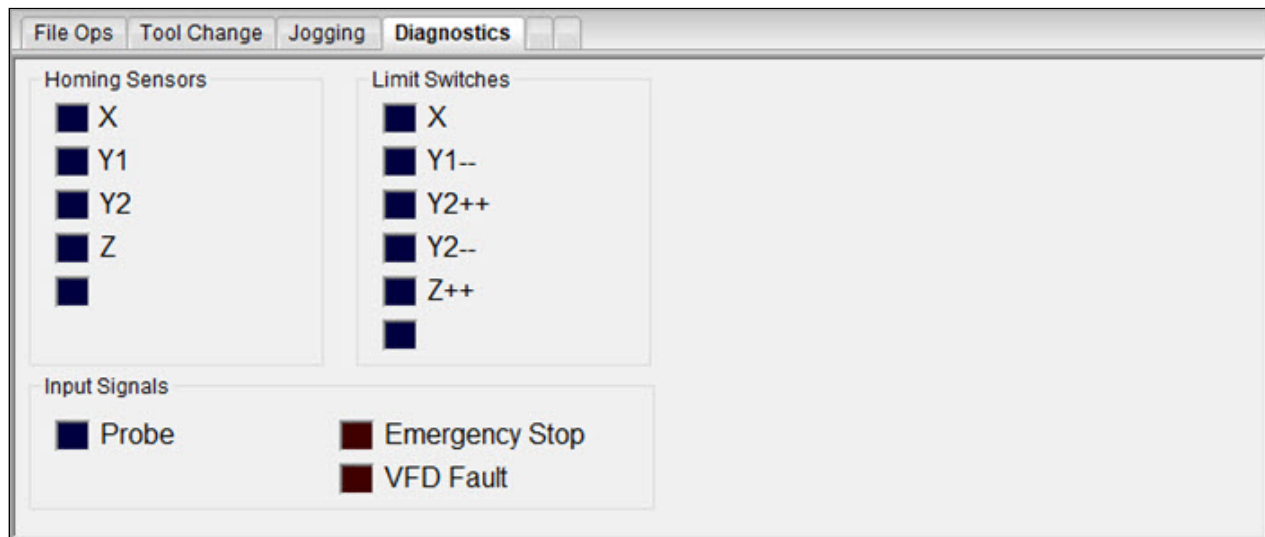 File Ops Tool Change Jogging Diagnostics
Homing Sensors
X
Y1
Y2
Z
Limit Switches
X
Y1--
Y2++
Y2--
Z++
Input Signals
Probe
Emergency Stop
VFD Fault